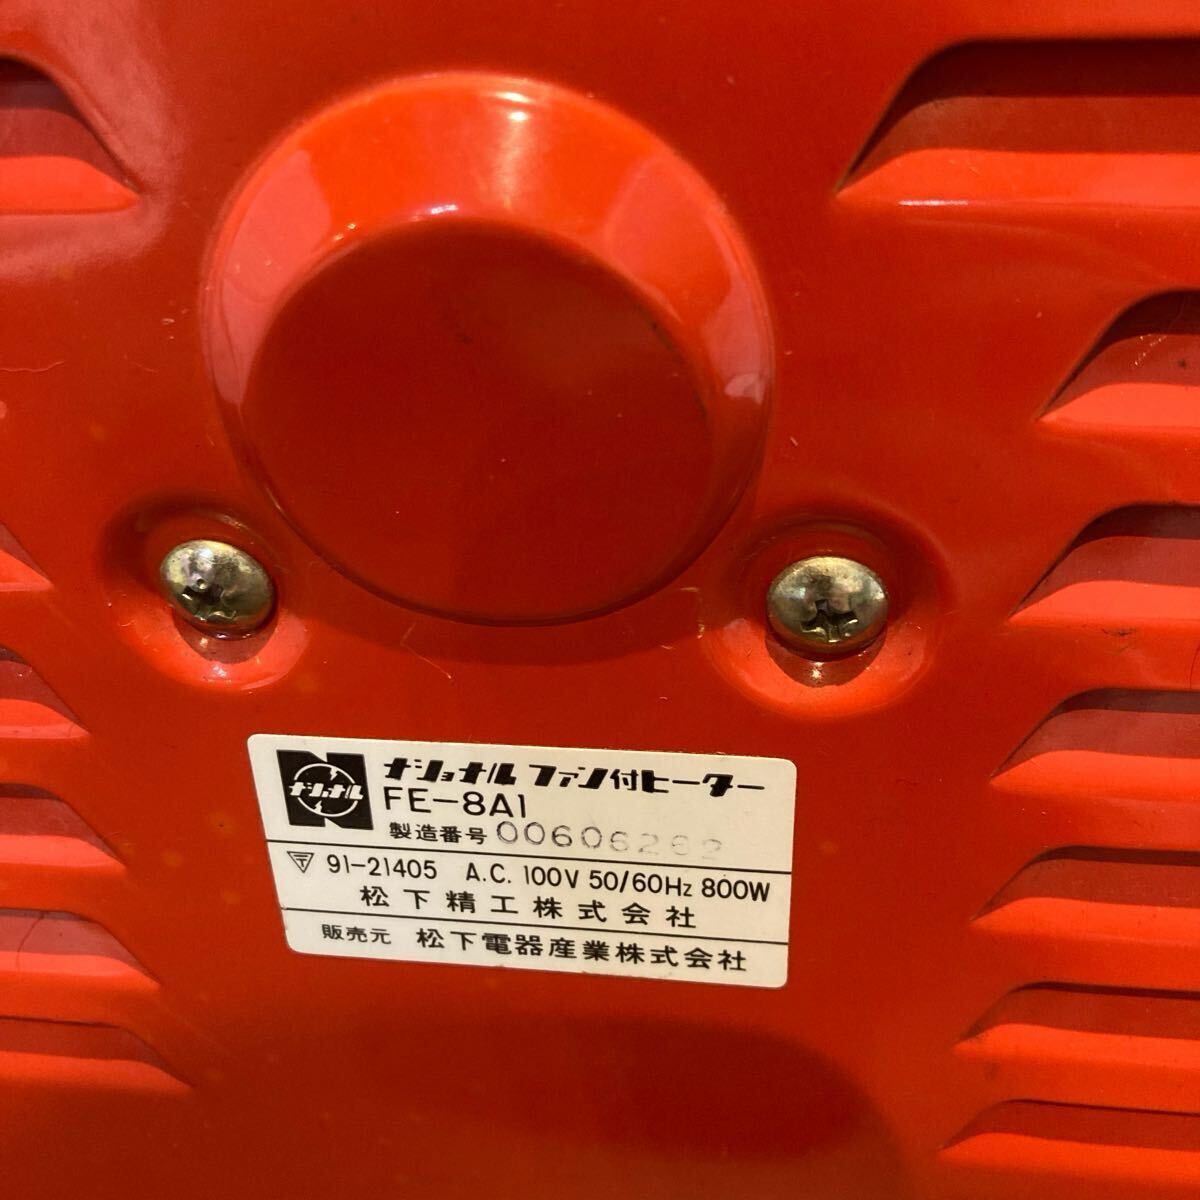 ナショナル ファン付ヒーター
ナショナル
FE-8A1
製造番号 00606262
〒 91-21405 A.C. 100V 50/60Hz 800W
松下精工株式会社
販売元 松下電器産業株式会社